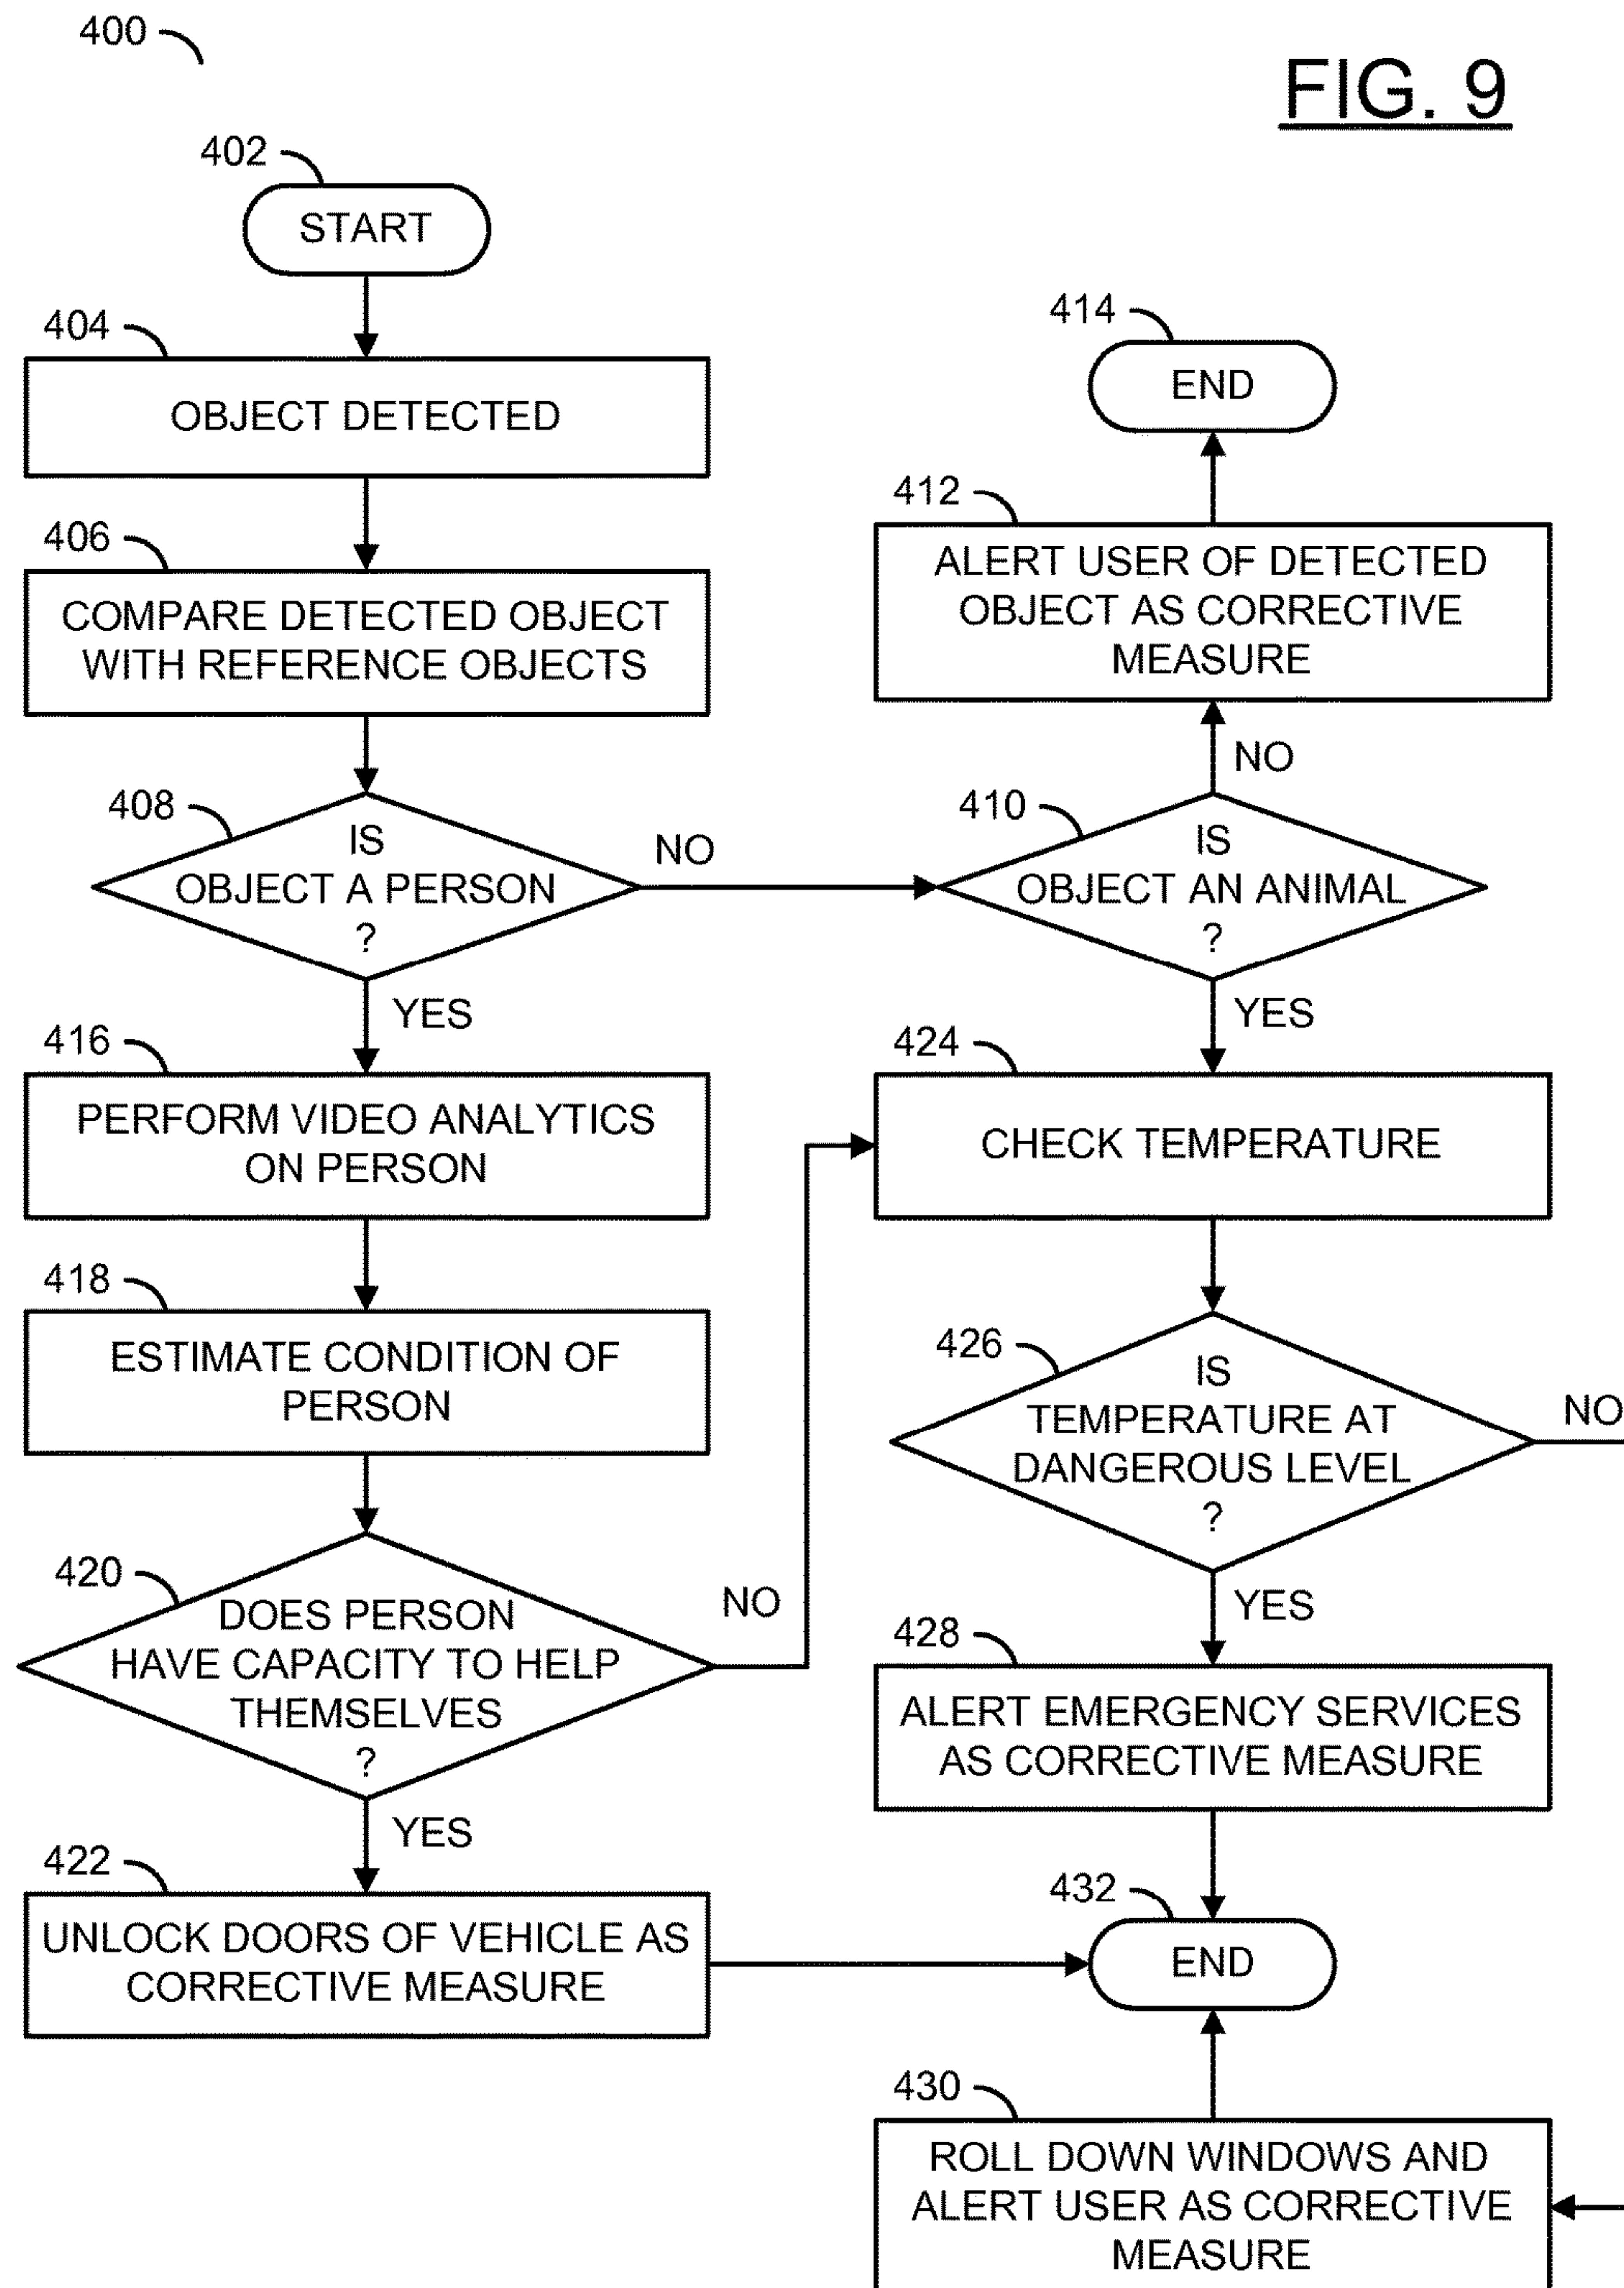 400
FIG. 9
402
START
404
OBJECT DETECTED
406
COMPARE DETECTED OBJECT
WITH REFERENCE OBJECTS
408
IS
OBJECT A PERSON
?
NO
YES
416
PERFORM VIDEO ANALYTICS
ON PERSON
418
ESTIMATE CONDITION OF
PERSON
420
DOES PERSON
HAVE CAPACITY TO HELP
THEMSELVES
?
NO
YES
422
UNLOCK DOORS OF VEHICLE AS
CORRECTIVE MEASURE
414
END
412
ALERT USER OF DETECTED
OBJECT AS CORRECTIVE
MEASURE
NO
410
IS
OBJECT AN ANIMAL
?
YES
424
CHECK TEMPERATURE
426
IS
TEMPERATURE AT
DANGEROUS LEVEL
?
NO
YES
428
ALERT EMERGENCY SERVICES
AS CORRECTIVE MEASURE
432
END
430
ROLL DOWN WINDOWS AND
ALERT USER AS CORRECTIVE
MEASURE